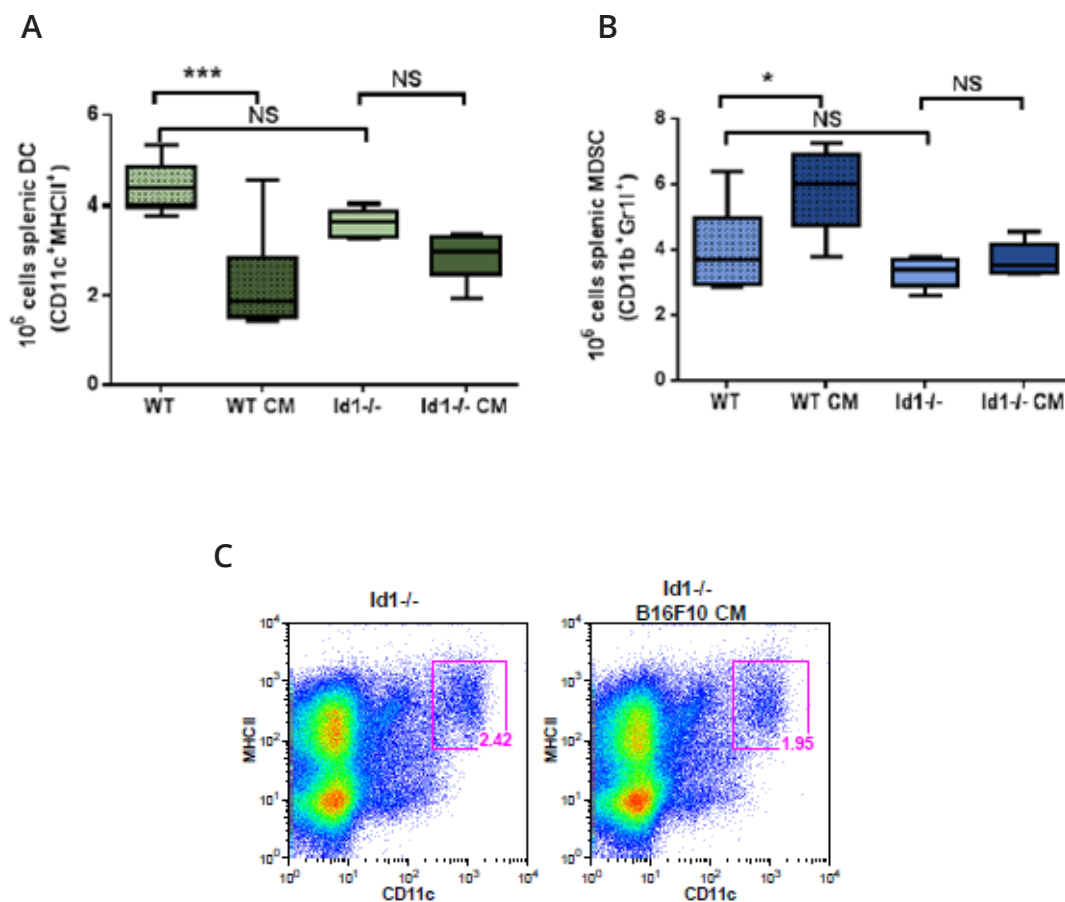 A
B
***
NS
NS
10⁶ cells splenic DC
(CD11c⁺MHCII⁺)
6
4
2
0
WT
WT CM
Id1-/-
Id1-/- CM
*
NS
NS
10⁶ cells splenic MDSC
(CD11b⁺Gr1I⁺)
8
6
4
2
0
WT
WT CM
Id1-/-
Id1-/- CM
C
Id1-/-
MHCII
10⁴
10³
10²
10¹
10⁰
2.42
10⁰ 10¹ 10² 10³ 10⁴
CD11c
Id1-/-
B16F10 CM
MHCII
10⁴
10³
10²
10¹
10⁰
1.95
10⁰ 10¹ 10² 10³ 10⁴
CD11c